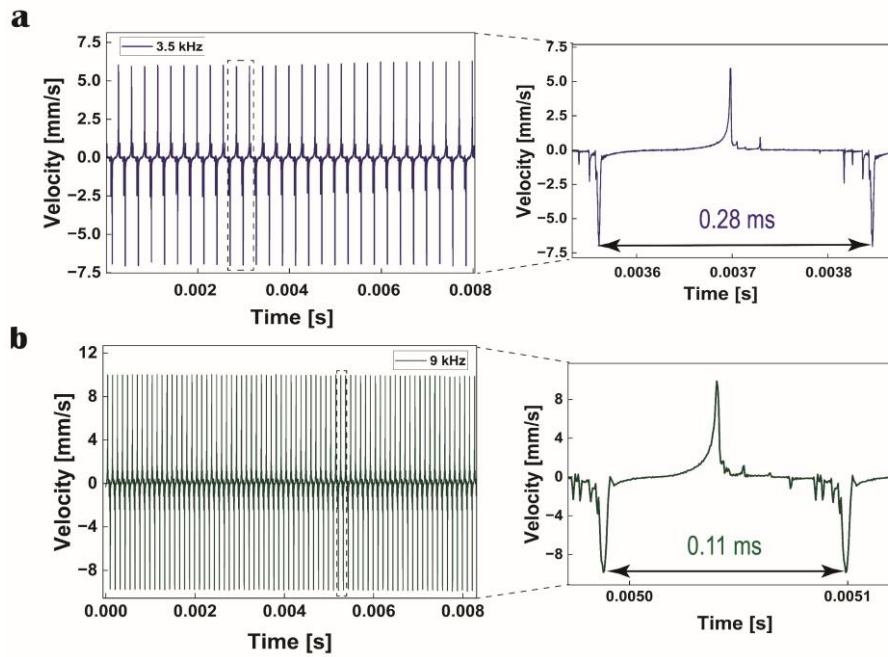 a
3.5 kHz
Velocity [mm/s]
7.5
5.0
2.5
0.0
−2.5
−5.0
−7.5
0.002 0.004 0.006 0.008
Time [s]
Velocity [mm/s]
7.5
5.0
2.5
0.0
−2.5
−5.0
−7.5
0.28 ms
0.0036 0.0037 0.0038
Time [s]
b
9 kHz
Velocity [mm/s]
12
8
4
0
−4
−8
0.000 0.002 0.004 0.006 0.008
Time [s]
Velocity [mm/s]
8
4
0
−4
−8
0.11 ms
0.0050 0.0051
Time [s]